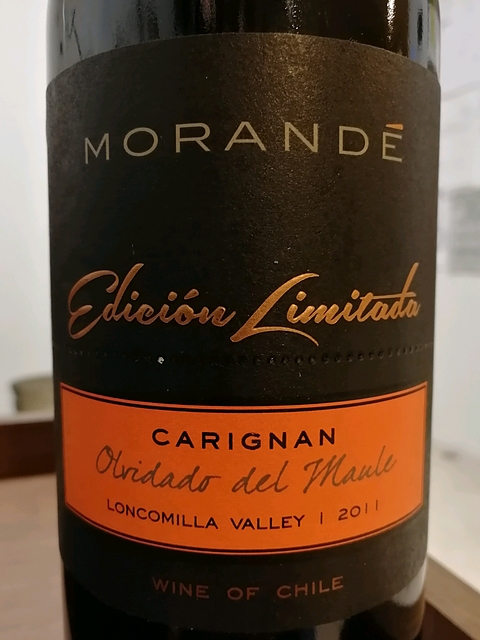 MORANDÉ
Edición Limitada
CARIGNAN
Olvidado del Maule
LONCOMILLA VALLEY | 2011
WINE OF CHILE